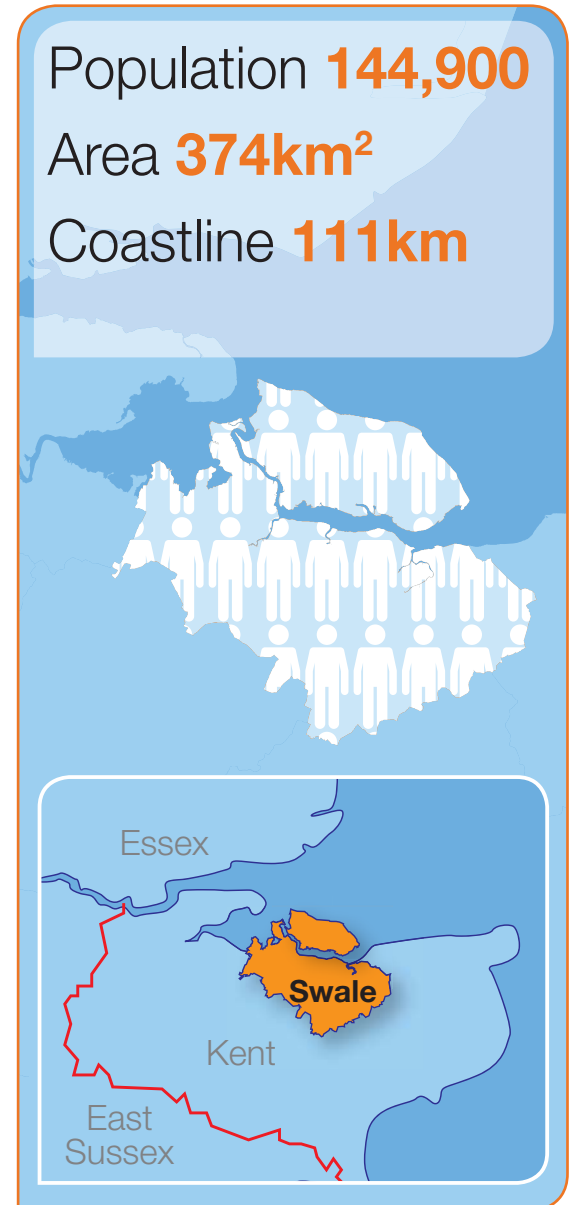 Population 144,900
Area 374km²
Coastline 111km
Essex
Swale
Kent
East
Sussex